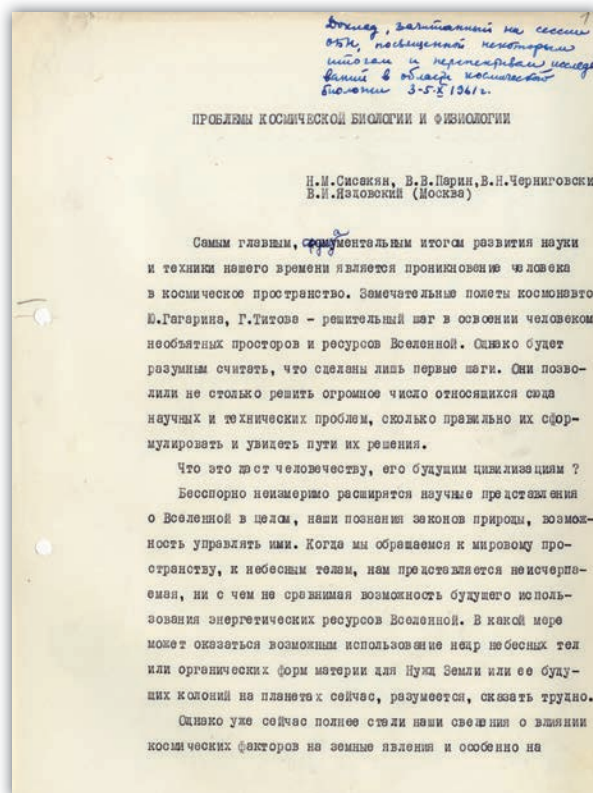 1
Доклад, зачитанный на сессии
ОБН, посвященной некоторым
итогам и перспективам исследо
ваний в области космической
биологии 3-5.X 1961г.
ПРОБЛЕМЫ КОСМИЧЕСКОЙ БИОЛОГИИ И ФИЗИОЛОГИИ
Н.М.Сисакян, В.В.Парин,В.Н.Черниговски
В.И.Яздовский (Москва)
Самым главным, фундаментальным итогом развития науки
и техники нашего времени является проникновение человека
в космическое пространство. Замечательные полеты космонавто
Ю.Гагарина, Г.Титова – решительный шаг в освоении человеком
необъятных просторов и ресурсов Вселенной. Однако будет
разумным считать, что сделаны лишь первые шаги. Они позво-
лили не столько решить огромное число относящихся сюда
научных и технических проблем, сколько правильно их сфор-
мулировать и увидеть пути их решения.
Что это даст человечеству, его будущим цивилизациям ?
Бесспорно неизмеримо расширятся научные представления
о Вселенной в целом, наши познания законов природы, возмож-
ность управлять ими. Когда мы обращаемся к мировому про-
странству, к небесным телам, нам представляется неисчерпа-
емая, ни с чем не сравнимая возможность будущего исполь-
зования энергетических ресурсов Вселенной. В какой мере
может оказаться возможным использование недр небесных тел
или органических форм материи для Нужд Земли или ее буду-
щих колоний на планетах сейчас, разумеется, сказать трудно.
Однако уже сейчас полнее стали наши сведения о влиянии
космических факторов на земные явления и особенно на